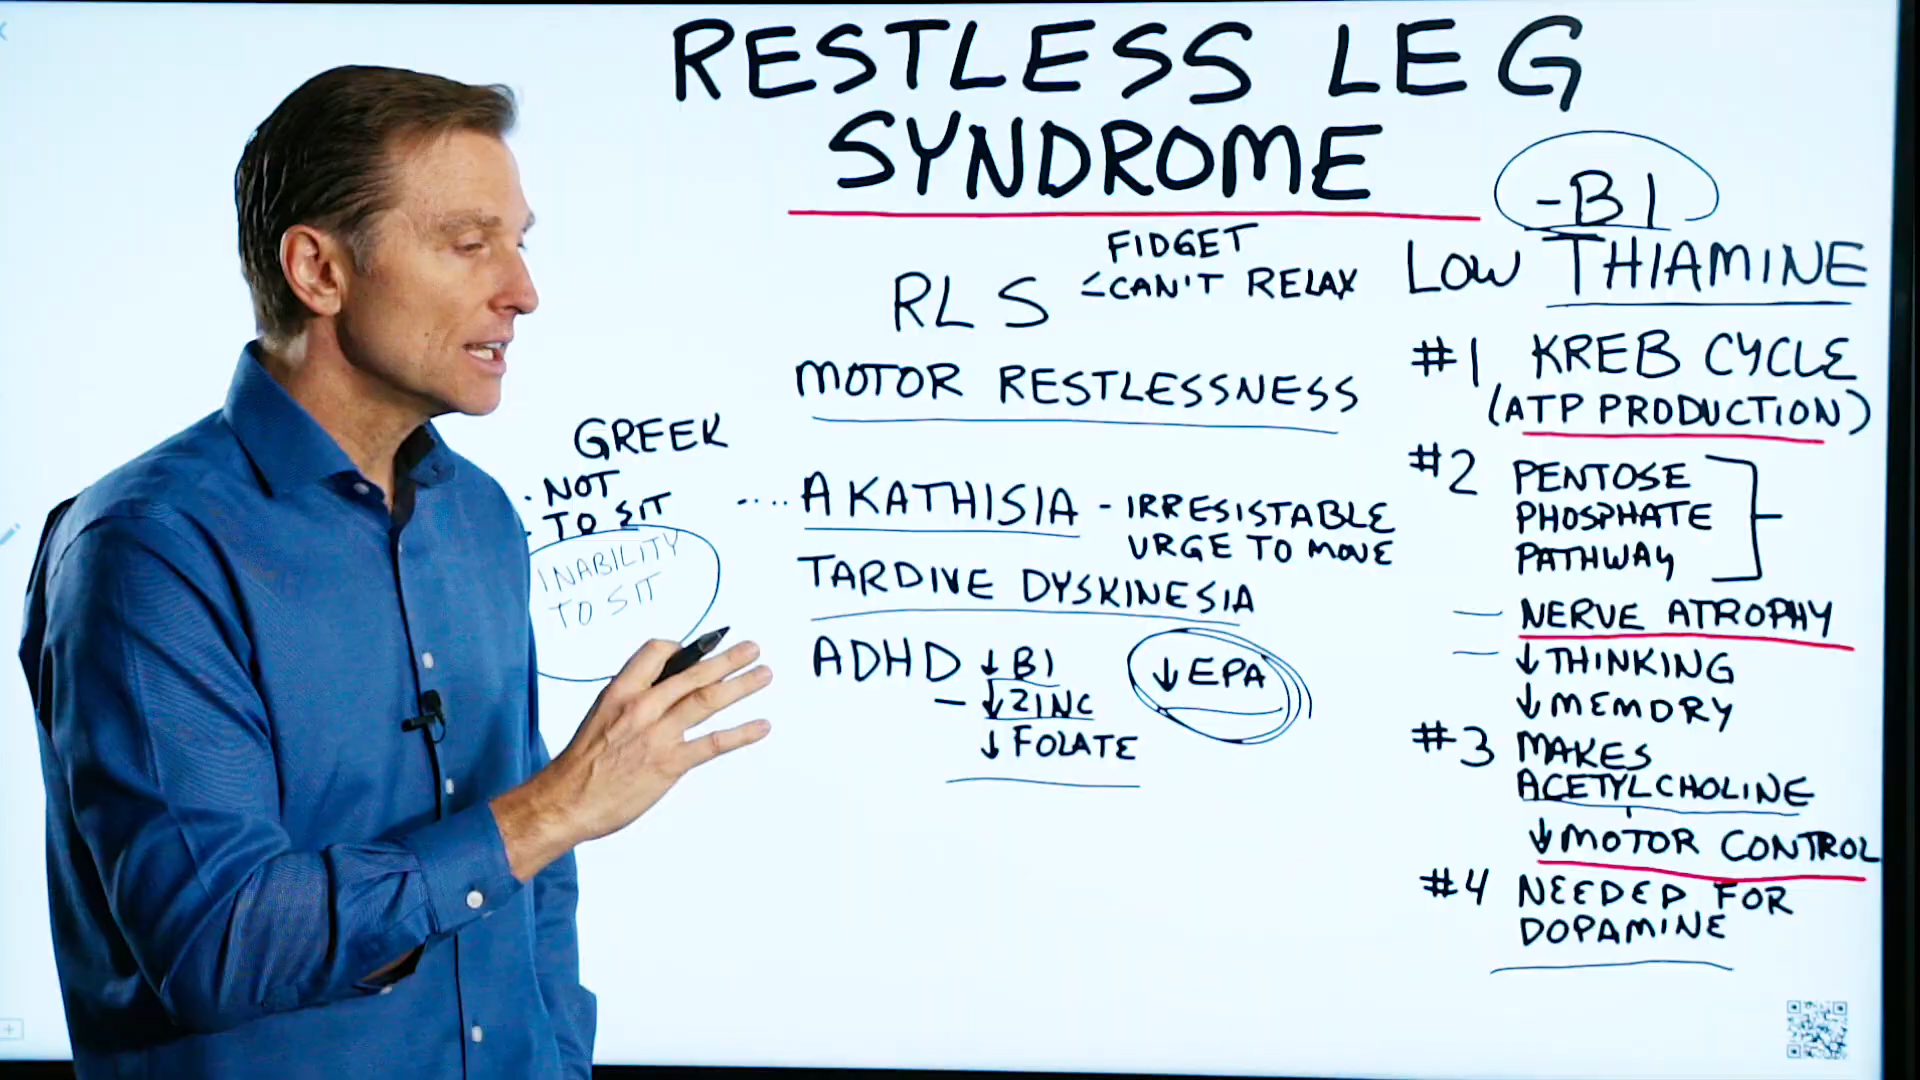 RESTLESS LEG
SYNDROME
FIDGET
RLS <CAN'T RELAX
MOTOR RESTLESSNESS
GREEK
· NOT
· TO SIT
INABILITY
TO SIT
.... AKATHISIA - IRRESISTABLE
URGE TO MOVE
TARDIVE DYSKINESIA
ADHD ↓ B1
- ↓ ZINC
↓ FOLATE
↓ EPA
-B1
LOW THIAMINE
#1 KREB CYCLE
(ATP PRODUCTION)
#2 PENTOSE
PHOSPHATE
PATHWAY
— NERVE ATROPHY
— ↓ THINKING
↓ MEMORY
#3 MAKES
ACETYLCHOLINE
↓ MOTOR CONTROL
#4 NEEDED FOR
DOPAMINE